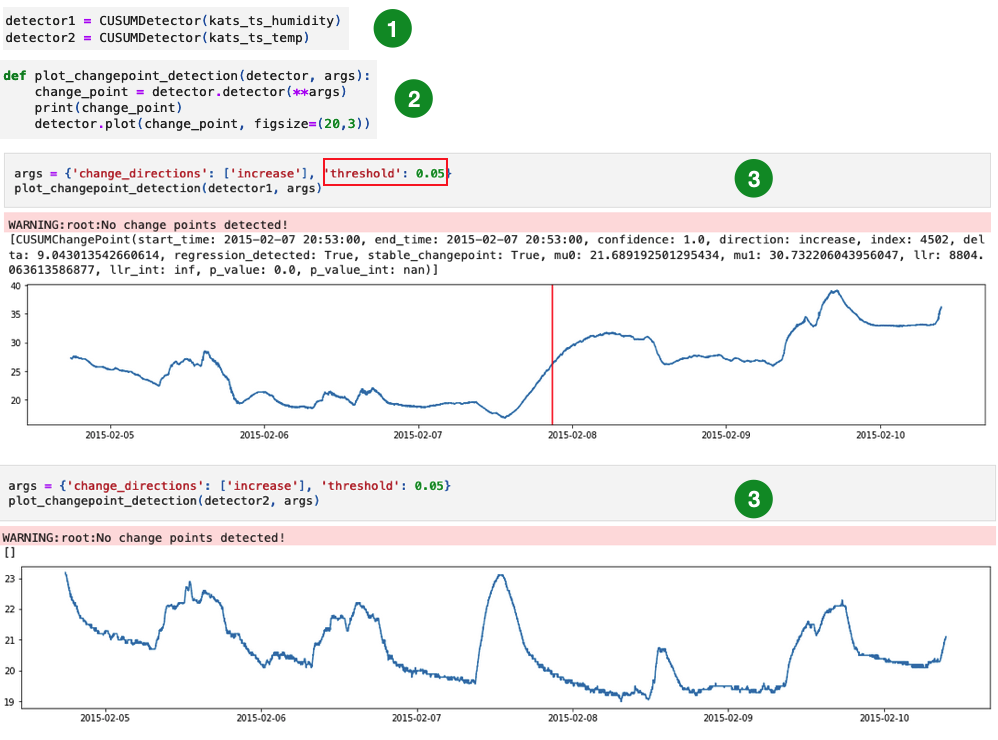 detector1 = CUSUMDetector(kats_ts_humidity)
detector2 = CUSUMDetector(kats_ts_temp)
1
def plot_changepoint_detection(detector, args):
    change_point = detector.detector(**args)
    print(change_point)
    detector.plot(change_point, figsize=(20,3))
2
args = {'change_directions': ['increase'], 'threshold': 0.05}
plot_changepoint_detection(detector1, args)
3
WARNING:root:No change points detected!
[CUSUMChangePoint(start_time: 2015-02-07 20:53:00, end_time: 2015-02-07 20:53:00, confidence: 1.0, direction: increase, index: 4502, del
ta: 9.043013542660614, regression_detected: True, stable_changepoint: True, mu0: 21.689192501295434, mu1: 30.732206043956047, llr: 8804.
063613586877, llr_int: inf, p_value: 0.0, p_value_int: nan)]
40
35
30
25
20
2015-02-05 2015-02-06 2015-02-07 2015-02-08 2015-02-09 2015-02-10
args = {'change_directions': ['increase'], 'threshold': 0.05}
plot_changepoint_detection(detector2, args)
3
WARNING:root:No change points detected!
[]
23
22
21
20
19
2015-02-05 2015-02-06 2015-02-07 2015-02-08 2015-02-09 2015-02-10